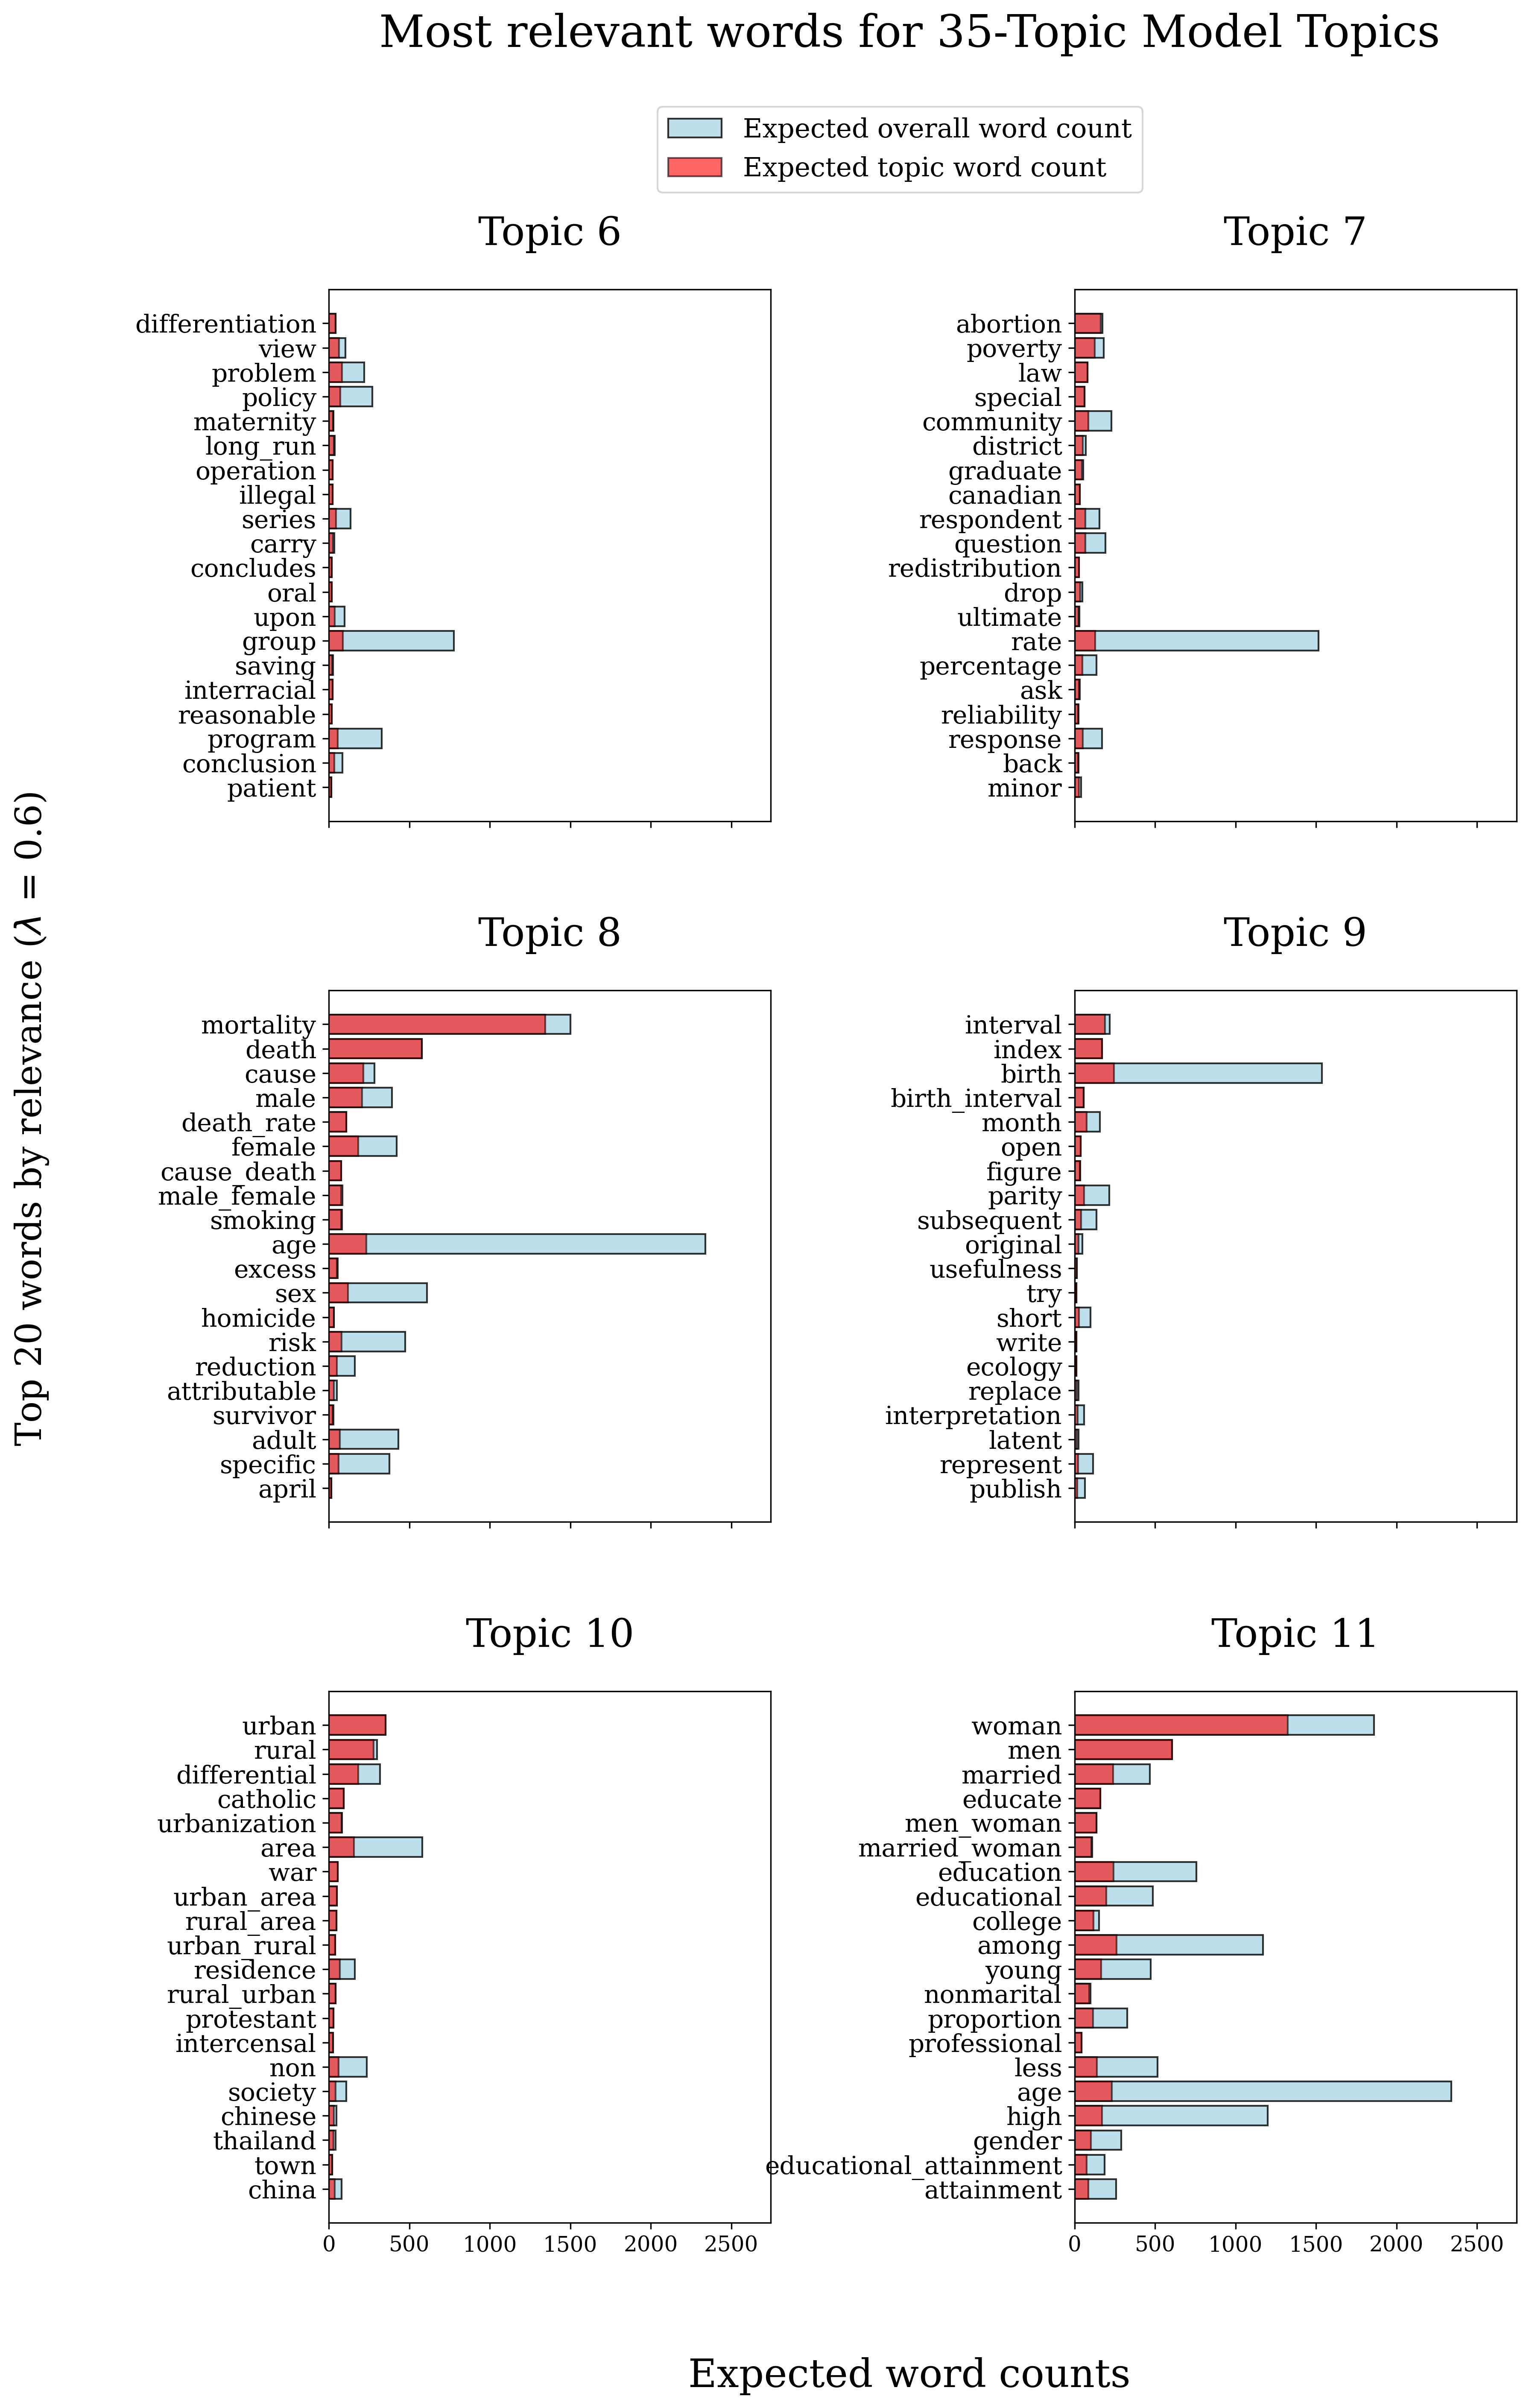 Most relevant words for 35-Topic Model Topics
Expected overall word count
Expected topic word count
Top 20 words by relevance (λ = 0.6)
Topic 6
differentiation
view
problem
policy
maternity
long_run
operation
illegal
series
carry
concludes
oral
upon
group
saving
interracial
reasonable
program
conclusion
patient
Topic 7
abortion
poverty
law
special
community
district
graduate
canadian
respondent
question
redistribution
drop
ultimate
rate
percentage
ask
reliability
response
back
minor
Topic 8
mortality
death
cause
male
death_rate
female
cause_death
male_female
smoking
age
excess
sex
homicide
risk
reduction
attributable
survivor
adult
specific
april
Topic 9
interval
index
birth
birth_interval
month
open
figure
parity
subsequent
original
usefulness
try
short
write
ecology
replace
interpretation
latent
represent
publish
Topic 10
urban
rural
differential
catholic
urbanization
area
war
urban_area
rural_area
urban_rural
residence
rural_urban
protestant
intercensal
non
society
chinese
thailand
town
china
0 500 1000 1500 2000 2500
Topic 11
woman
men
married
educate
men_woman
married_woman
education
educational
college
among
young
nonmarital
proportion
professional
less
age
high
gender
educational_attainment
attainment
0 500 1000 1500 2000 2500
Expected word counts